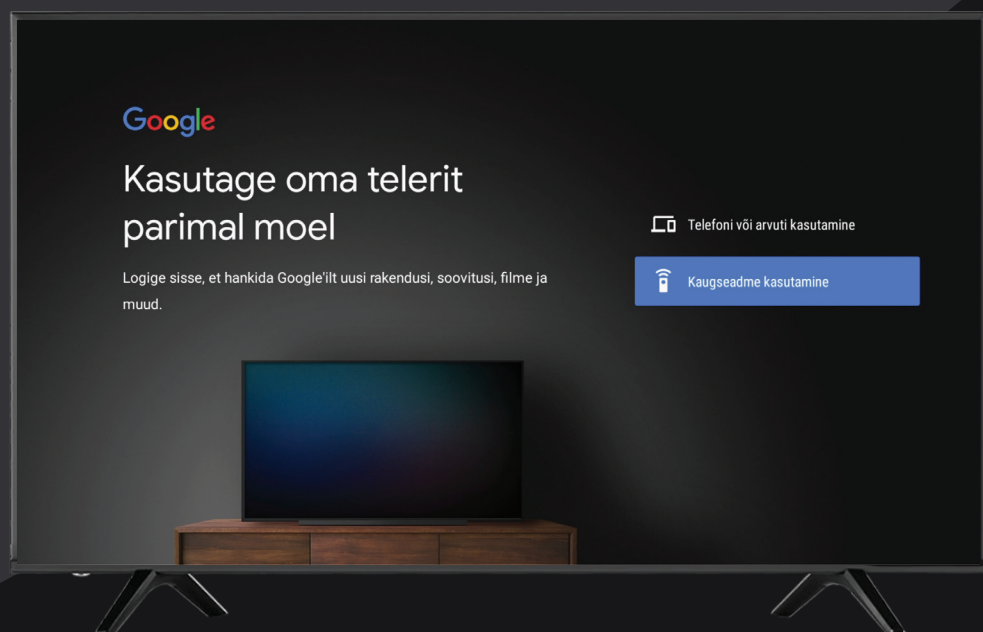 Google
Kasutage oma telerit
parimal moel
Logige sisse, et hankida Google'ilt uusi rakendusi, soovitusi, filme ja
muud.
Telefoni või arvuti kasutamine
Kaugseadme kasutamine